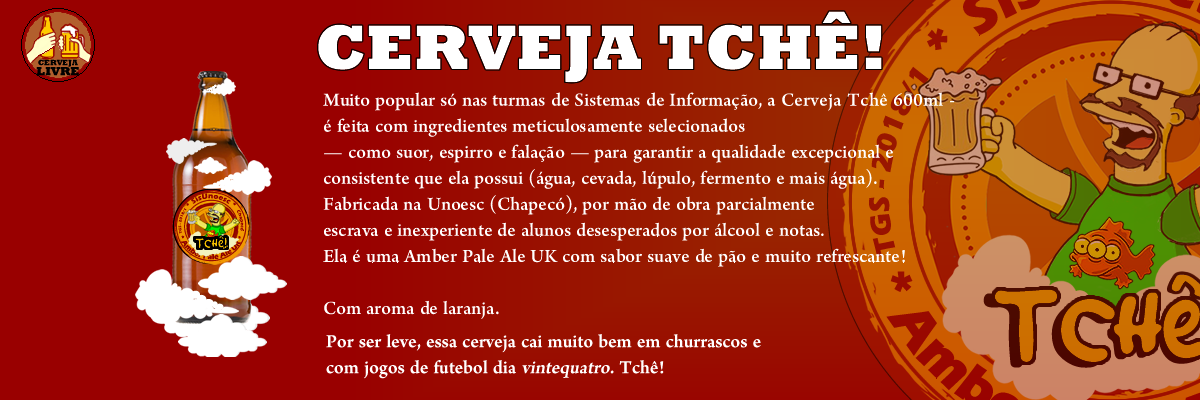 CERVEJA
LIVRE
CERVEJA TCHÊ!
Muito popular só nas turmas de Sistemas de Informação, a Cerveja Tchê 600ml -
é feita com ingredientes meticulosamente selecionados
— como suor, espirro e falação — para garantir a qualidade excepcional e
consistente que ela possui (água, cevada, lúpulo, fermento e mais água).
Fabricada na Unoesc (Chapecó), por mão de obra parcialmente
escrava e inexperiente de alunos desesperados por álcool e notas.
Ela é uma Amber Pale Ale UK com sabor suave de pão e muito refrescante!
Com aroma de laranja.
Por ser leve, essa cerveja cai muito bem em churrascos e
com jogos de futebol dia vintequatro. Tchê!
SisUnoesc
TCHÊ!
Amber Pale Ale
TGS - 2018/1
TCHÊ